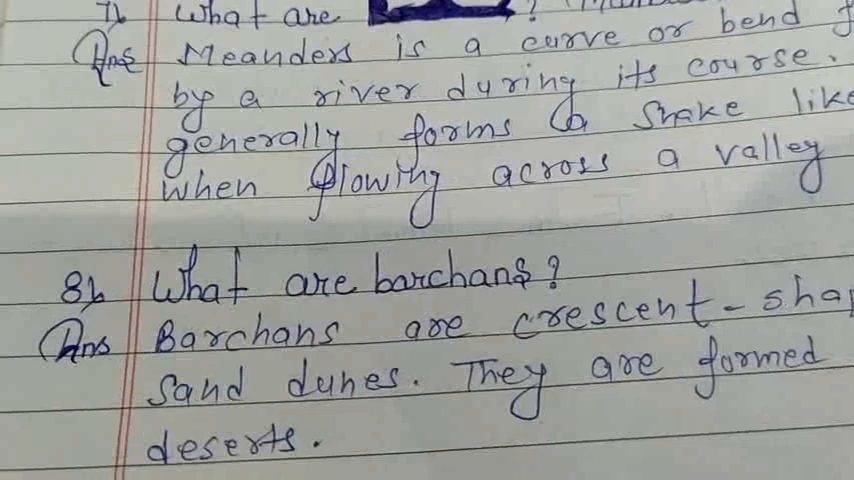 7) What are ?
Ans Meanders is a curve or bend
by a river during its course.
generally forms a snake like
when flowing across a valley
8) What are barchans?
Ans Barchans are crescent-sha
sand dunes. They are formed
deserts.